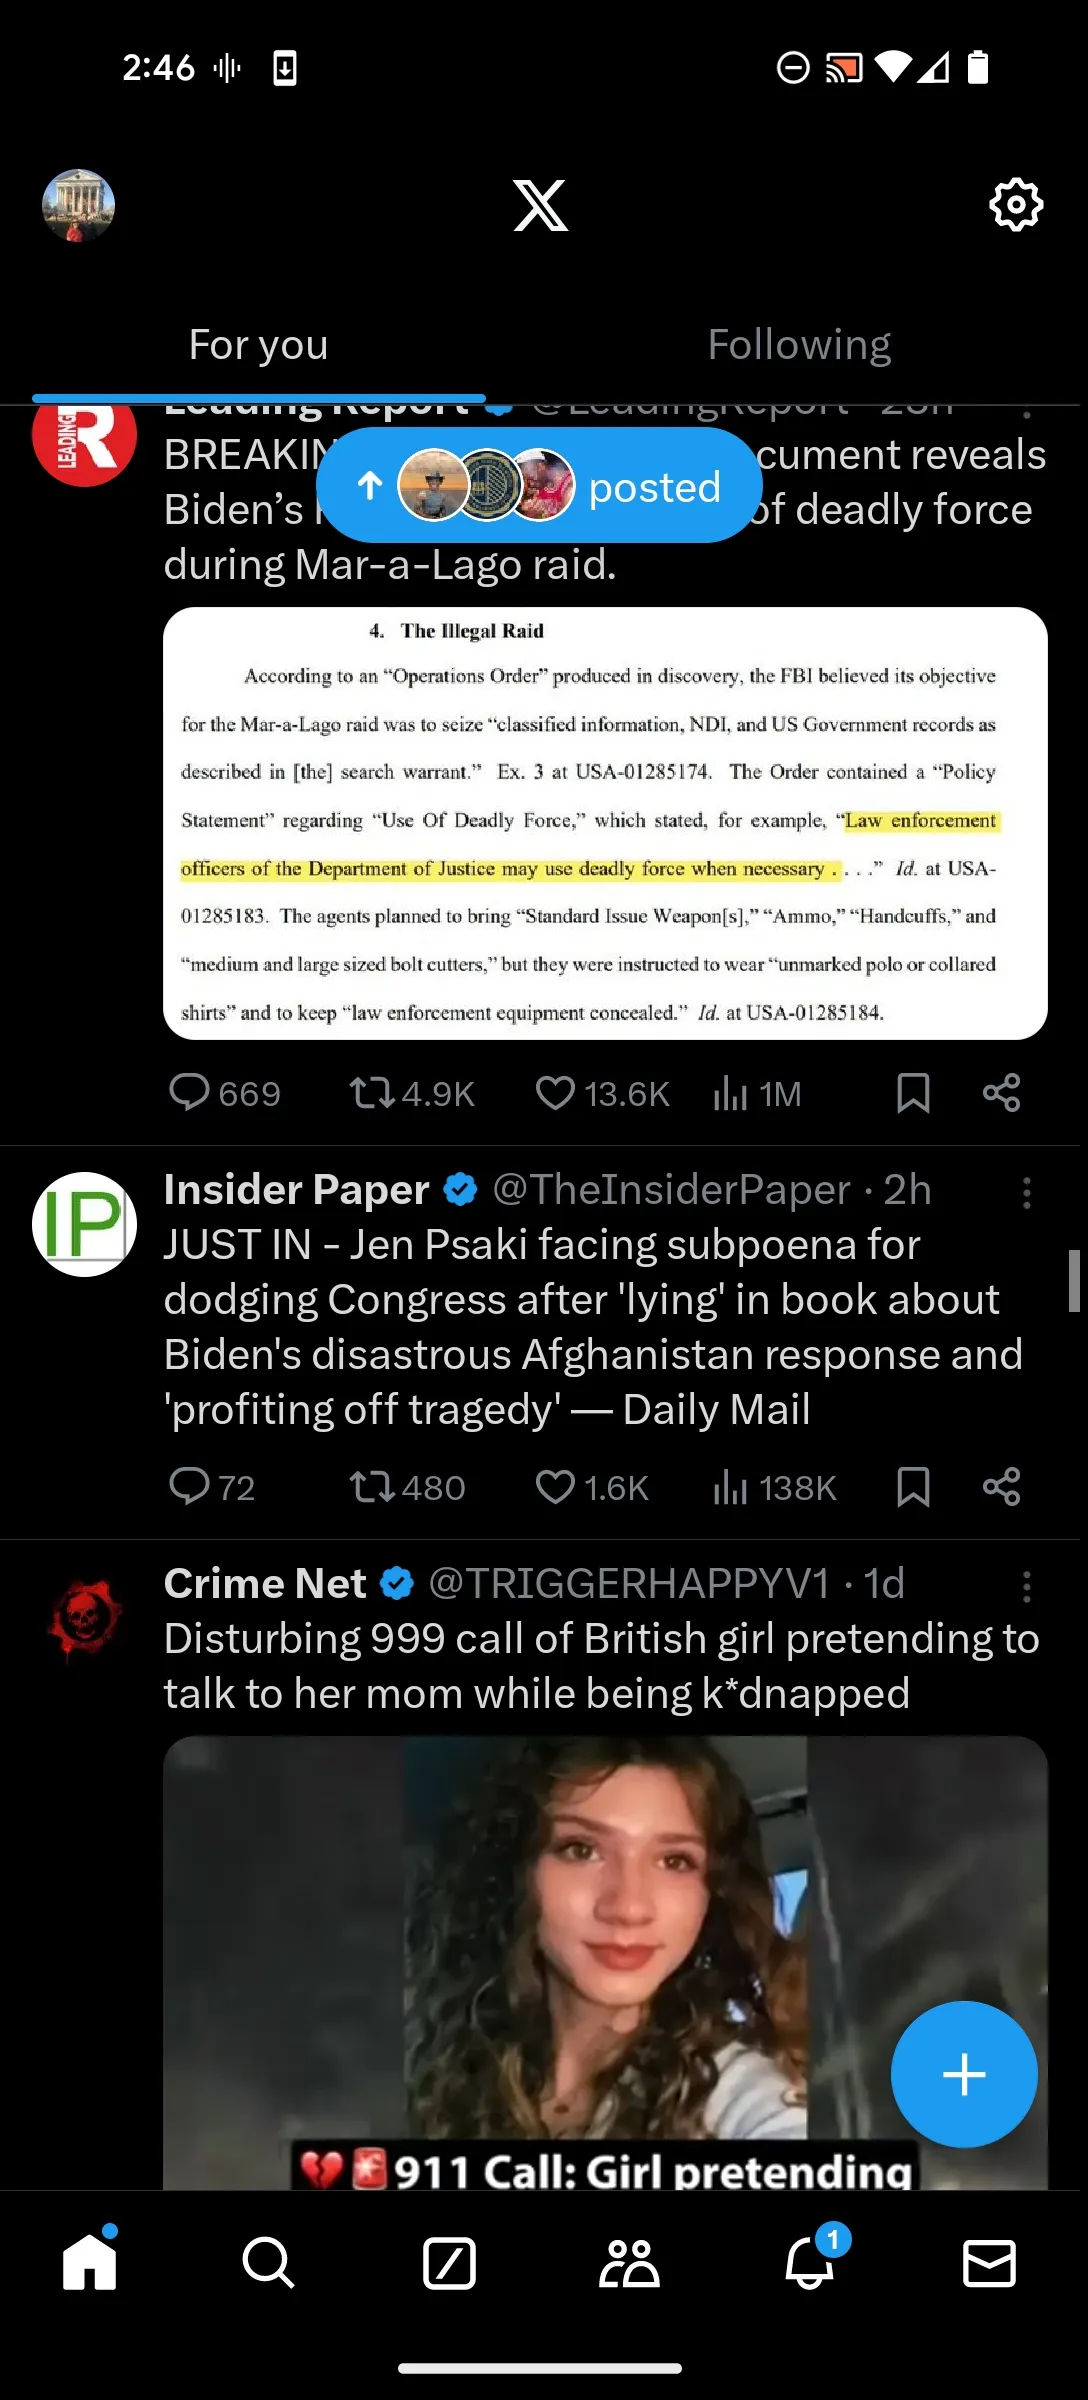 2:46
For you
Following
Leading Report @LeadingReport
LEADING R
BREAKIN cument reveals
posted
Biden's of deadly force
during Mar-a-Lago raid.
4. The Illegal Raid
According to an “Operations Order” produced in discovery, the FBI believed its objective
for the Mar-a-Lago raid was to seize “classified information, NDI, and US Government records as
described in [the] search warrant.” Ex. 3 at USA-01285174. The Order contained a “Policy
Statement” regarding “Use Of Deadly Force,” which stated, for example, “Law enforcement
officers of the Department of Justice may use deadly force when necessary . . . .” Id. at USA-
01285183. The agents planned to bring “Standard Issue Weapon[s],” “Ammo,” “Handcuffs,” and
“medium and large sized bolt cutters,” but they were instructed to wear “unmarked polo or collared
shirts” and to keep “law enforcement equipment concealed.” Id. at USA-01285184.
669 4.9K 13.6K 1M
IP
Insider Paper @TheInsiderPaper · 2h
JUST IN - Jen Psaki facing subpoena for
dodging Congress after 'lying' in book about
Biden's disastrous Afghanistan response and
'profiting off tragedy' — Daily Mail
72 480 1.6K 138K
Crime Net @TRIGGERHAPPYV1 · 1d
Disturbing 999 call of British girl pretending to
talk to her mom while being k*dnapped
911 Call: Girl pretending
1